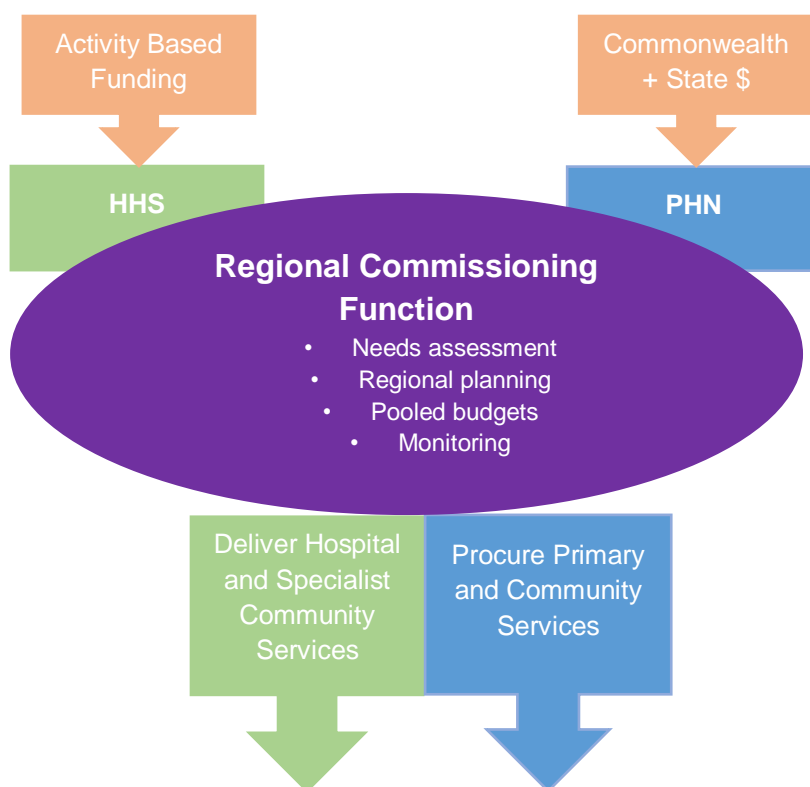 Activity Based
Funding
Commonwealth
+ State $
HHS
PHN
Regional Commissioning
Function
• Needs assessment
• Regional planning
• Pooled budgets
• Monitoring
Deliver Hospital
and Specialist
Community
Services
Procure Primary
and Community
Services